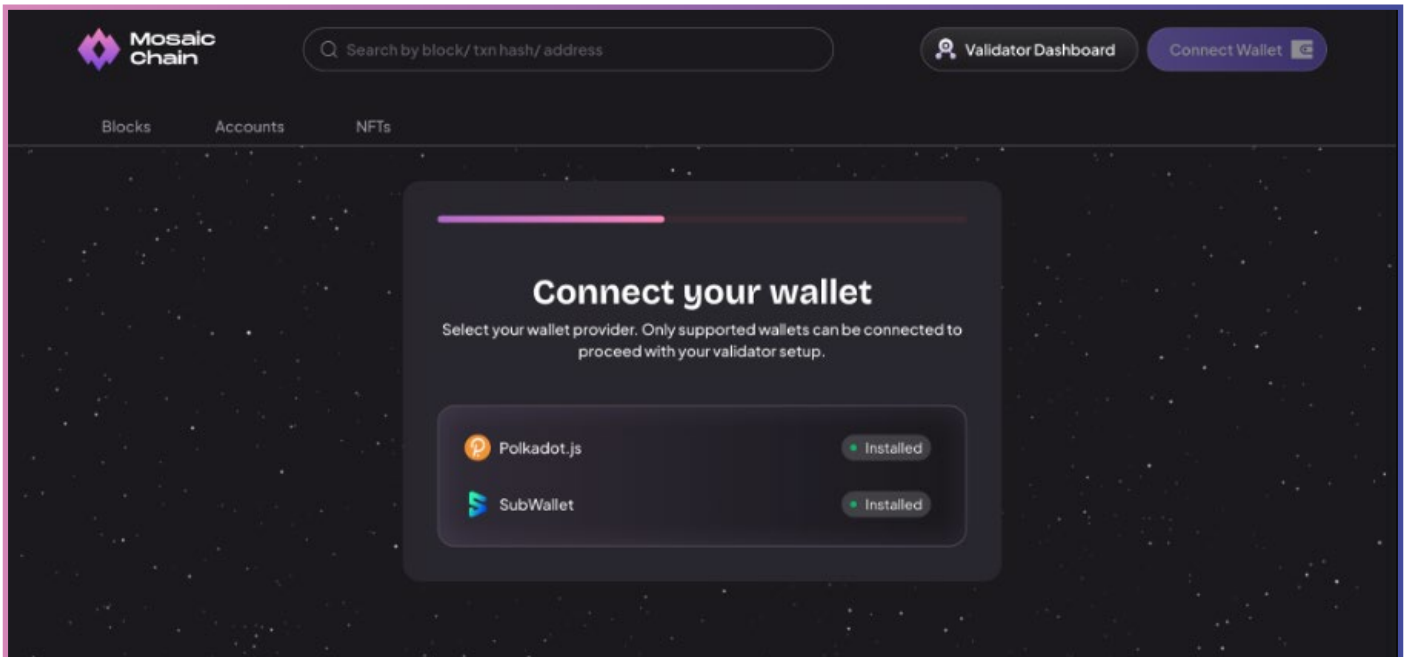 Mosaic
Chain
Search by block/ txn hash/ address
Validator Dashboard
Connect Wallet
Blocks
Accounts
NFTs
Connect your wallet
Select your wallet provider. Only supported wallets can be connected to
proceed with your validator setup.
Polkadot.js
Installed
SubWallet
Installed